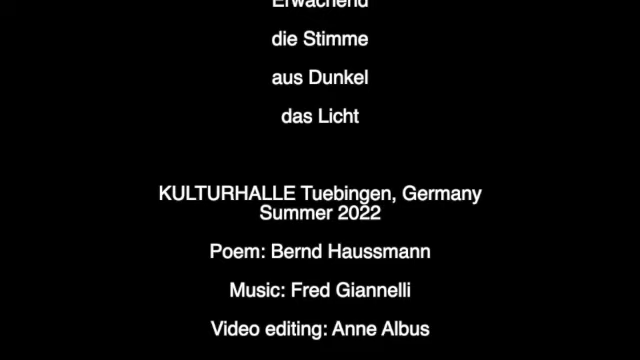 Erwachend
die Stimme
aus Dunkel
das Licht
KULTURHALLE Tuebingen, Germany
Summer 2022
Poem: Bernd Haussmann
Music: Fred Giannelli
Video editing: Anne Albus